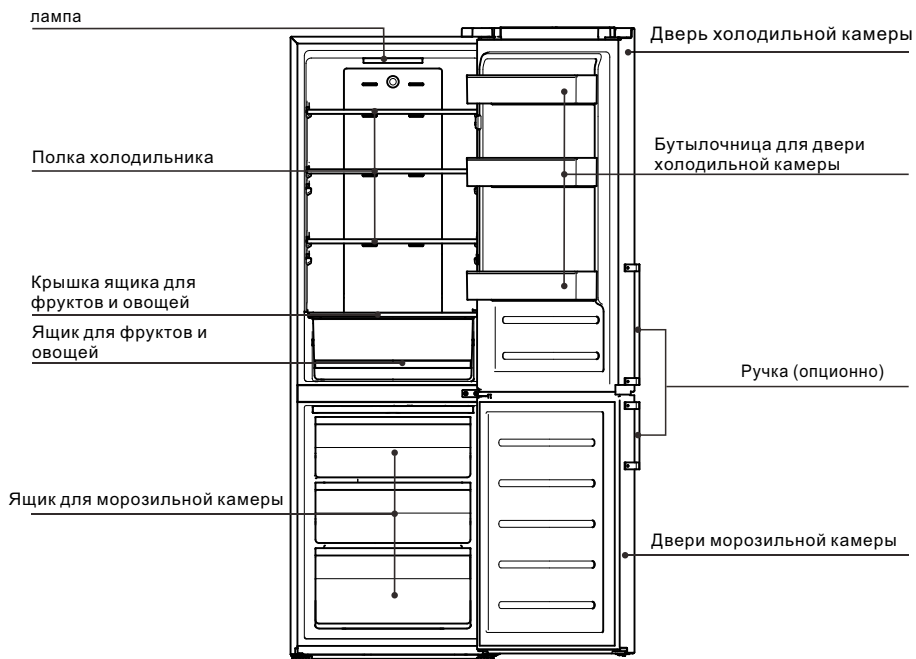 лампа
Дверь холодильной камеры
Полка холодильника
Бутылочница для двери
холодильной камеры
Крышка ящика для
фруктов и овощей
Ящик для фруктов и
овощей
Ручка (опционно)
Ящик для морозильной камеры
Двери морозильной камеры